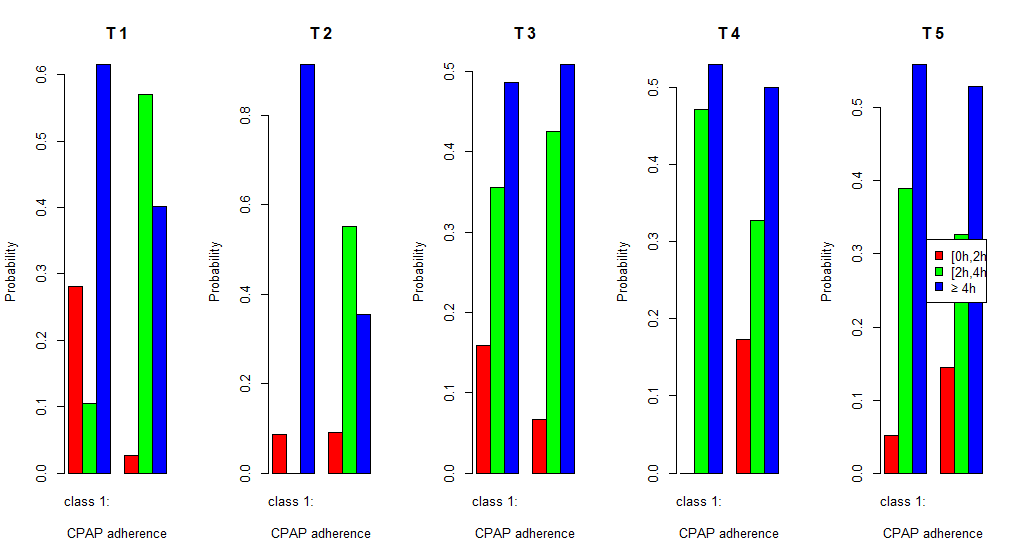 T 1
T 2
T 3
T 4
T 5
Probability
0.0
0.1
0.2
0.3
0.4
0.5
0.6
class 1:
CPAP adherence
Probability
0.0
0.2
0.4
0.6
0.8
class 1:
CPAP adherence
Probability
0.0
0.1
0.2
0.3
0.4
0.5
class 1:
CPAP adherence
Probability
0.0
0.1
0.2
0.3
0.4
0.5
class 1:
CPAP adherence
Probability
0.0
0.1
0.2
0.3
0.4
0.5
[0h,2h
[2h,4h
≥ 4h
class 1:
CPAP adherence